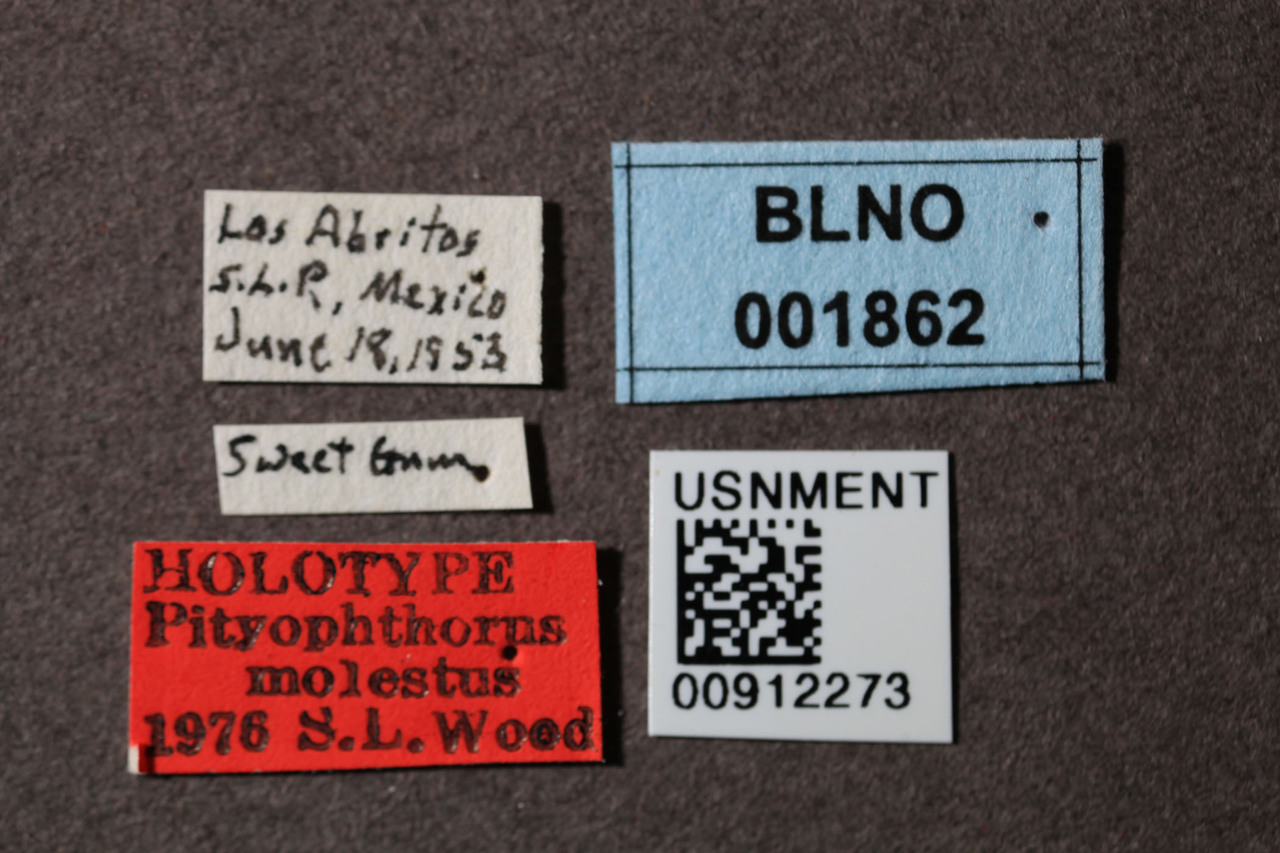 Los Abritos
S.L.P., Mexico
June 18, 1953
Sweet Gum
HOLOTYPE
Pityophthorus
molestus
1976 S.L. Wood
BLNO
001862
USNMENT
00912273